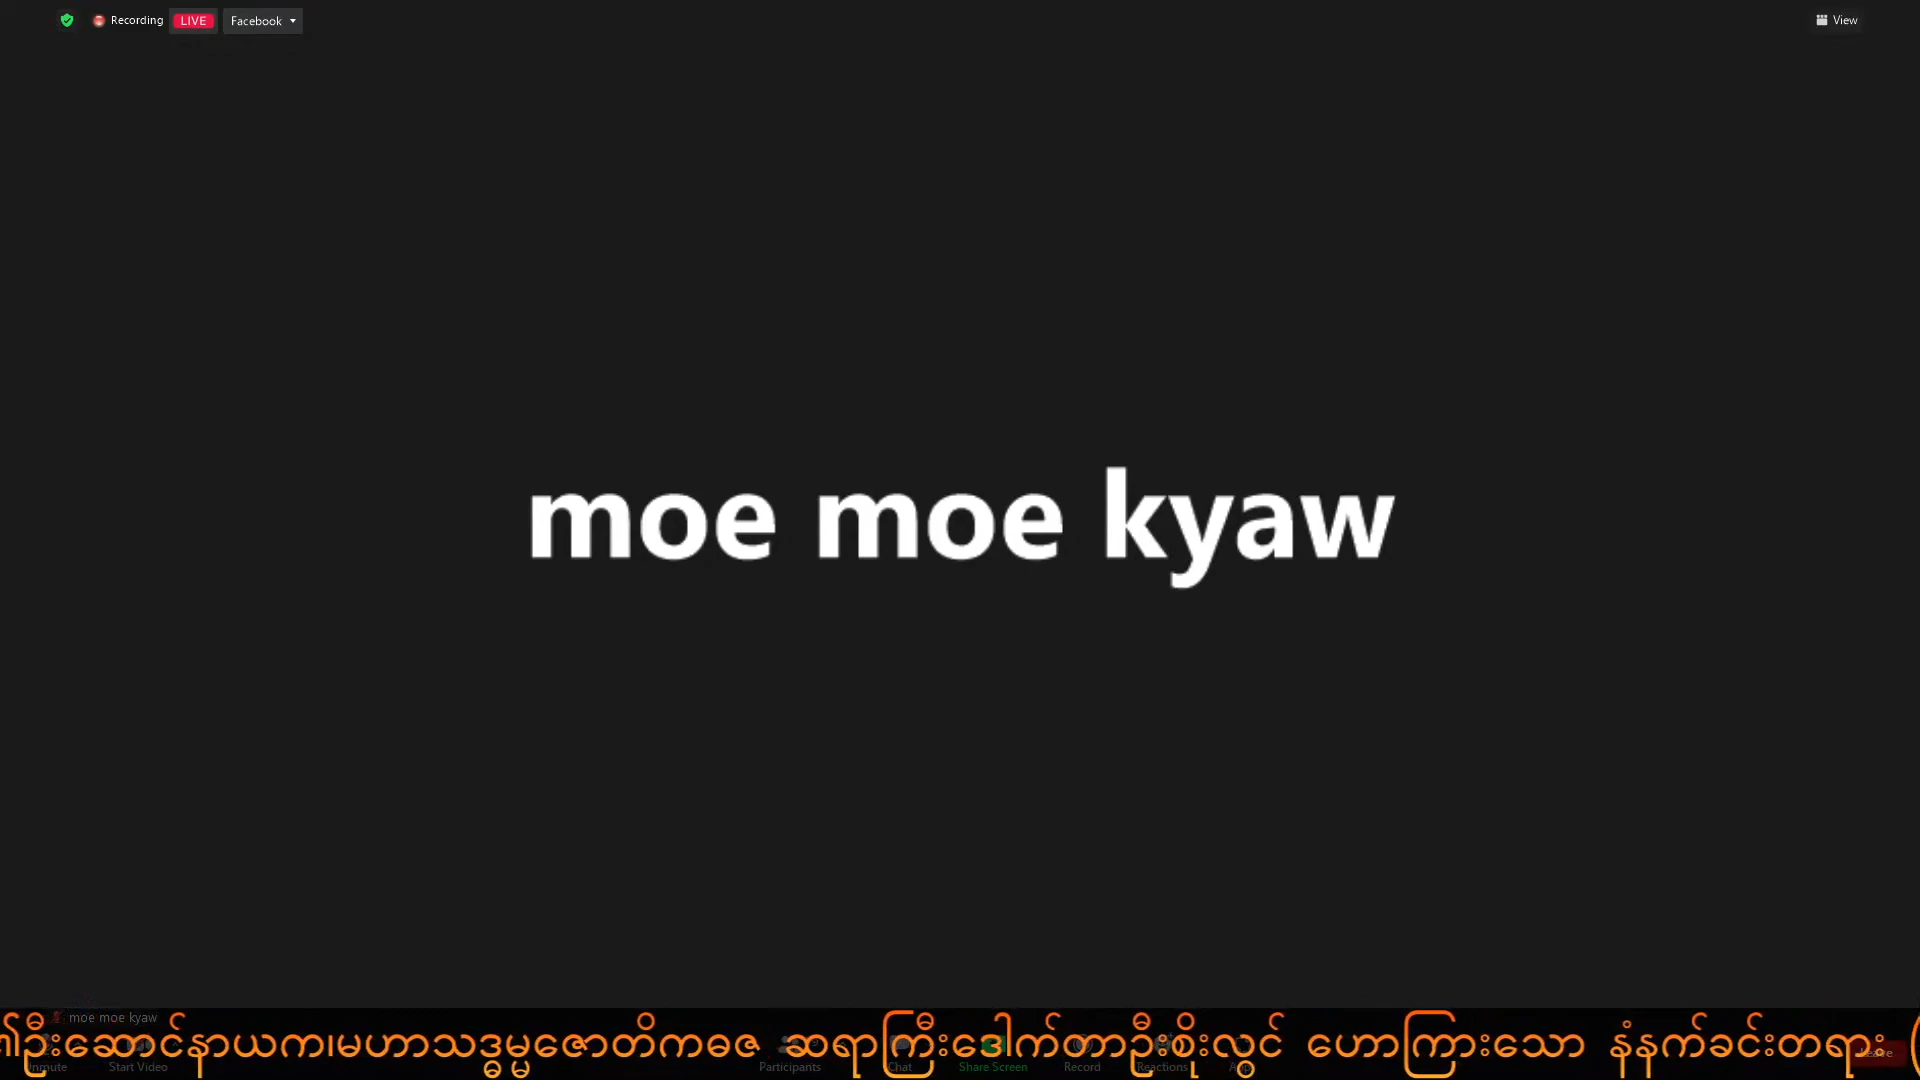 Recording LIVE Facebook View
moe moe kyaw
moe moe kyaw
၏ဦးဆောင်နာယက၊မဟာသဒ္ဓမ္မဇောတိကဓဇ ဆရာကြီးဒေါက်တာဦးစိုးလွင် ဟောကြားသော နံနက်ခင်းတရား
Unmute Start Video Participants Chat Share Screen Record Reactions Leave